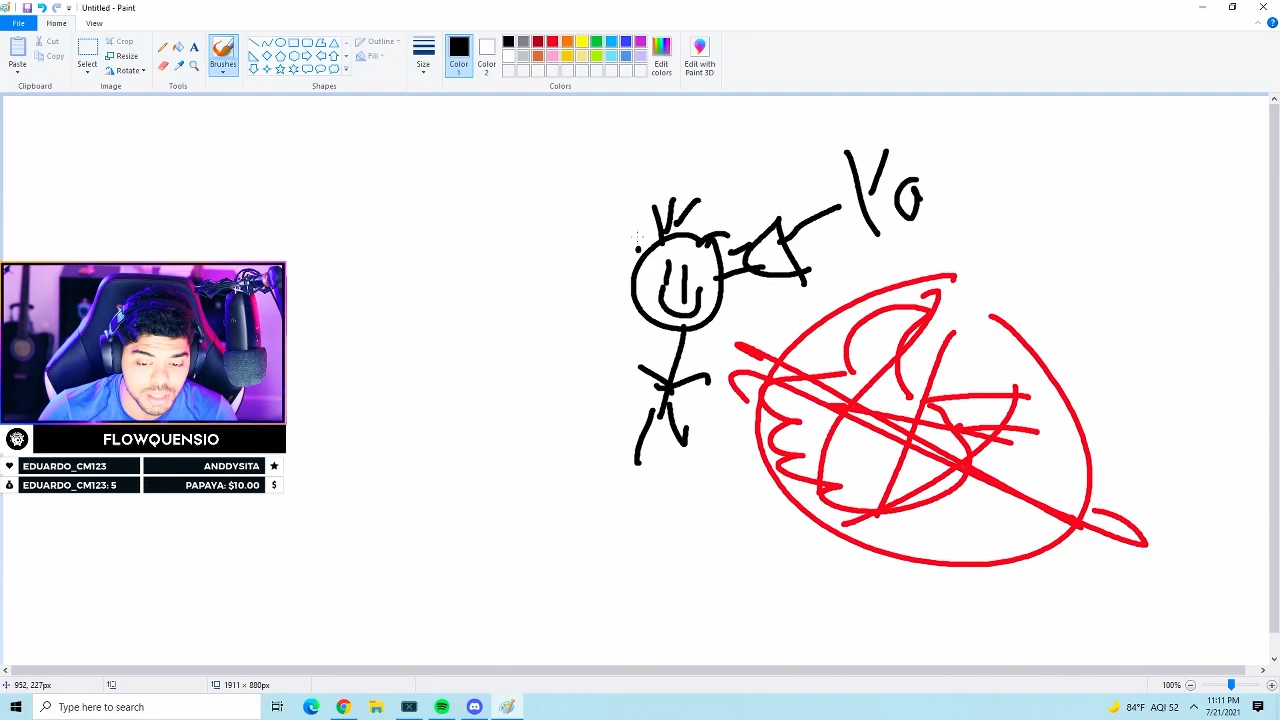 Untitled - Paint
File
Home
View
Paste
Cut
Copy
Clipboard
Select
Crop
Resize
Rotate
Image
A
Tools
Brushes
Shapes
Outline
Fill
Size
Color
1
Color
2
Colors
Edit
colors
Edit with
Paint 3D
Yo
FLOWQUENSIO
EDUARDO_CM123
ANDDYSITA
EDUARDO_CM123: 5
PAPAYA: $10.00
$
952, 227px
1911 × 880px
100%
Type here to search
84°F AQI 52
11:11 PM
7/21/2021